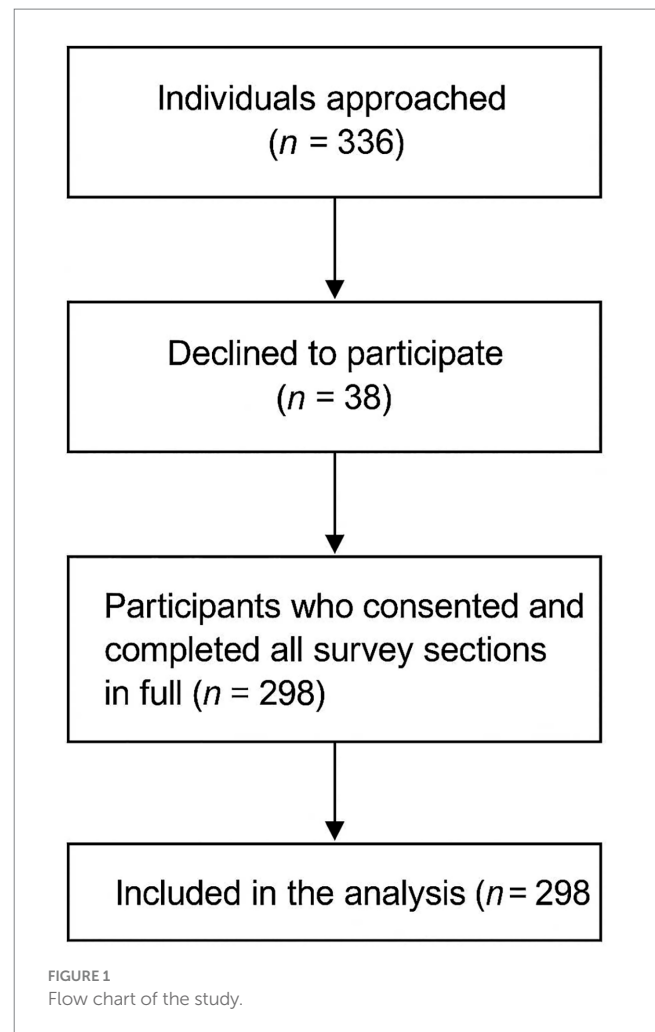 Individuals approached
(n = 336)
Declined to participate
(n = 38)
Participants who consented and
completed all survey sections
in full (n = 298)
Included in the analysis (n = 298
FIGURE 1
Flow chart of the study.